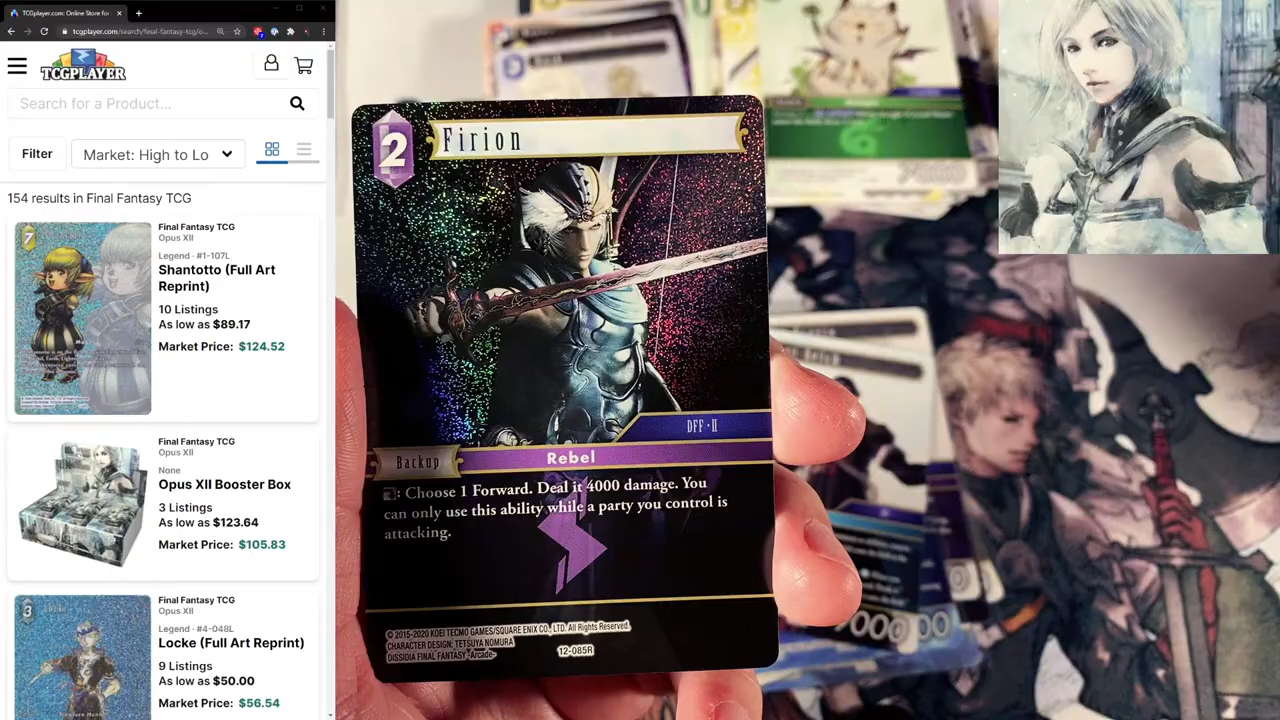 TCGplayer.com: Online Store for
tcgplayer.com/search/final-fantasy-tcg/o...
TCGPLAYER
Search for a Product...
Filter
Market: High to Lo
154 results in Final Fantasy TCG
7
Final Fantasy TCG
Opus XII
Legend · #1-107L
Shantotto (Full Art
Reprint)
10 Listings
As low as $89.17
Market Price: $124.52
Final Fantasy TCG
Opus XII
None
Opus XII Booster Box
3 Listings
As low as $123.64
Market Price: $105.83
3
Final Fantasy TCG
Opus XII
Legend · #4-048L
Locke (Full Art Reprint)
9 Listings
As low as $50.00
Market Price: $56.54
2
Firion
DFF · II
Backup
Rebel
: Choose 1 Forward. Deal it 4000 damage. You
can only use this ability while a party you control is
attacking.
© 2015-2020 KOEI TECMO GAMES/SQUARE ENIX CO., LTD. All Rights Reserved.
CHARACTER DESIGN: TETSUYA NOMURA
DISSIDIA FINAL FANTASY -Arcade-
12-085R